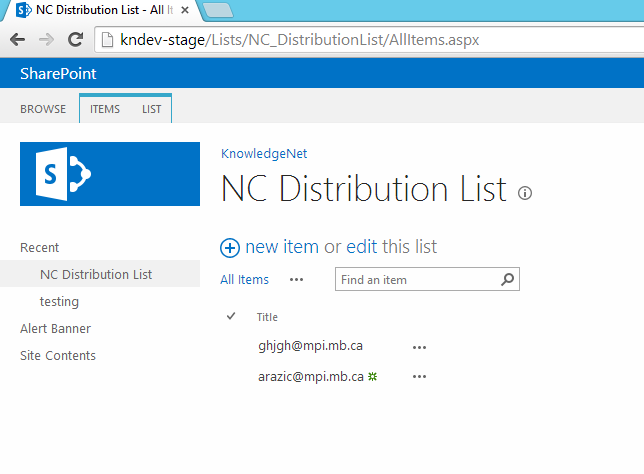 NC Distribution List - All It
kndev-stage/Lists/NC_DistributionList/AllItems.aspx
SharePoint
BROWSE ITEMS LIST
S
KnowledgeNet
NC Distribution List
new item or edit this list
All Items ••• Find an item
Title
ghjgh@mpi.mb.ca •••
arazic@mpi.mb.ca •••
Recent
NC Distribution List
testing
Alert Banner
Site Contents